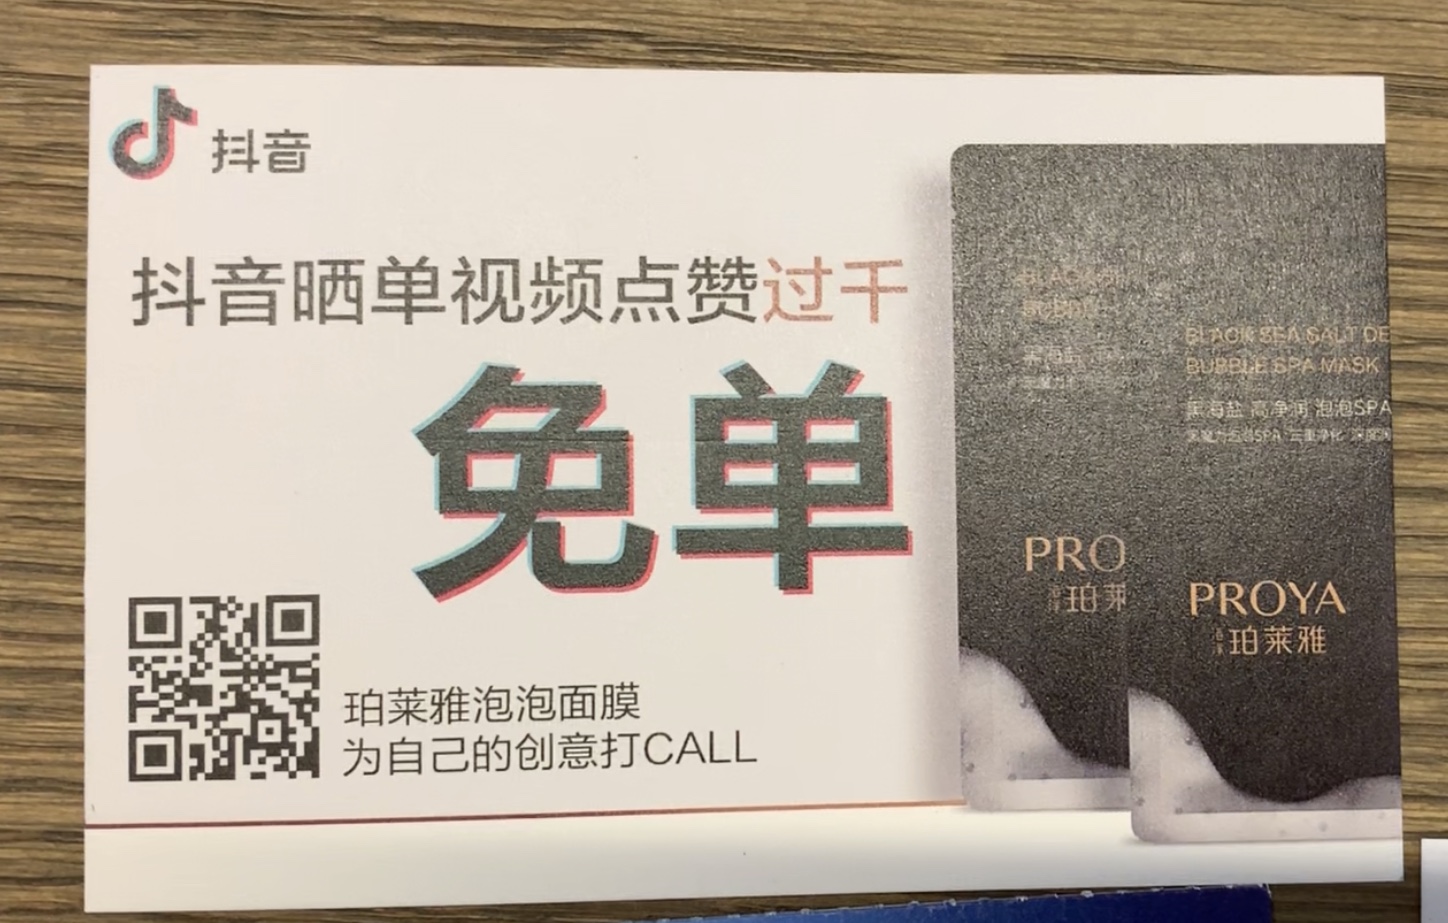 抖音
抖音晒单视频点赞过千
免单
珀莱雅泡泡面膜
为自己的创意打CALL
PRO
珀莱
BLACK SEA SALT DE
BUBBLE SPA MASK
黑海盐 高净润 泡泡SPA
PROYA
珀莱雅